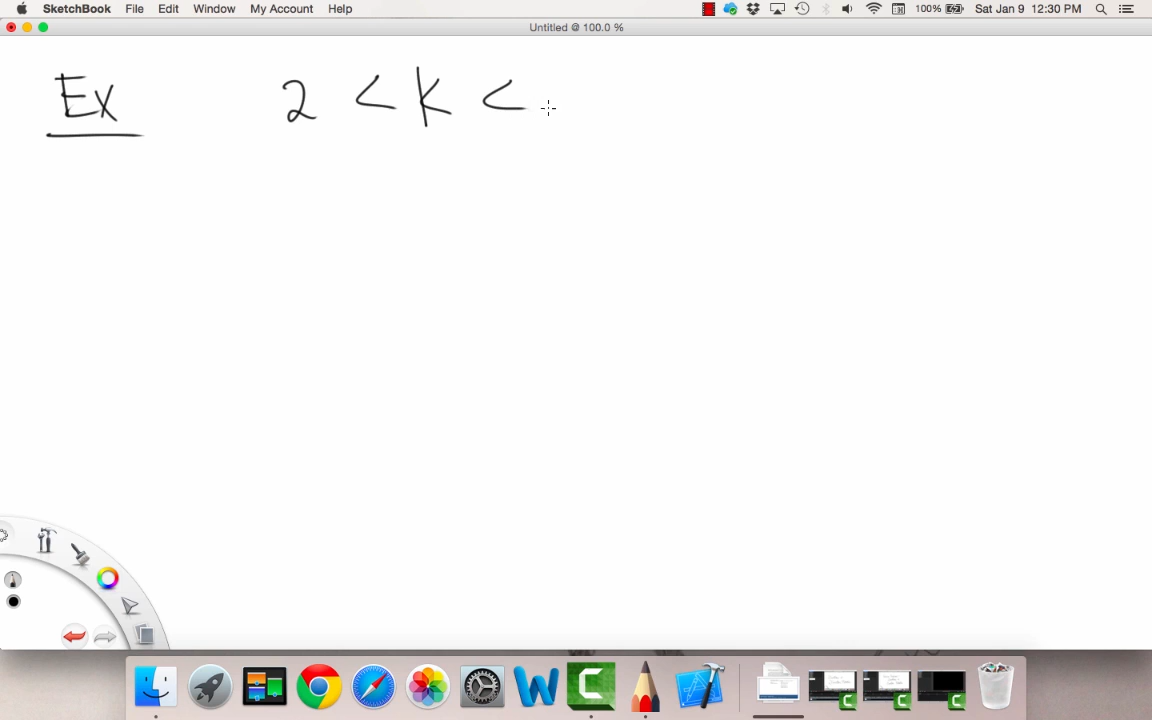 SketchBook File Edit Window My Account Help 100% Sat Jan 9 12:30 PM
Untitled @ 100.0 %
Ex 2 < K <